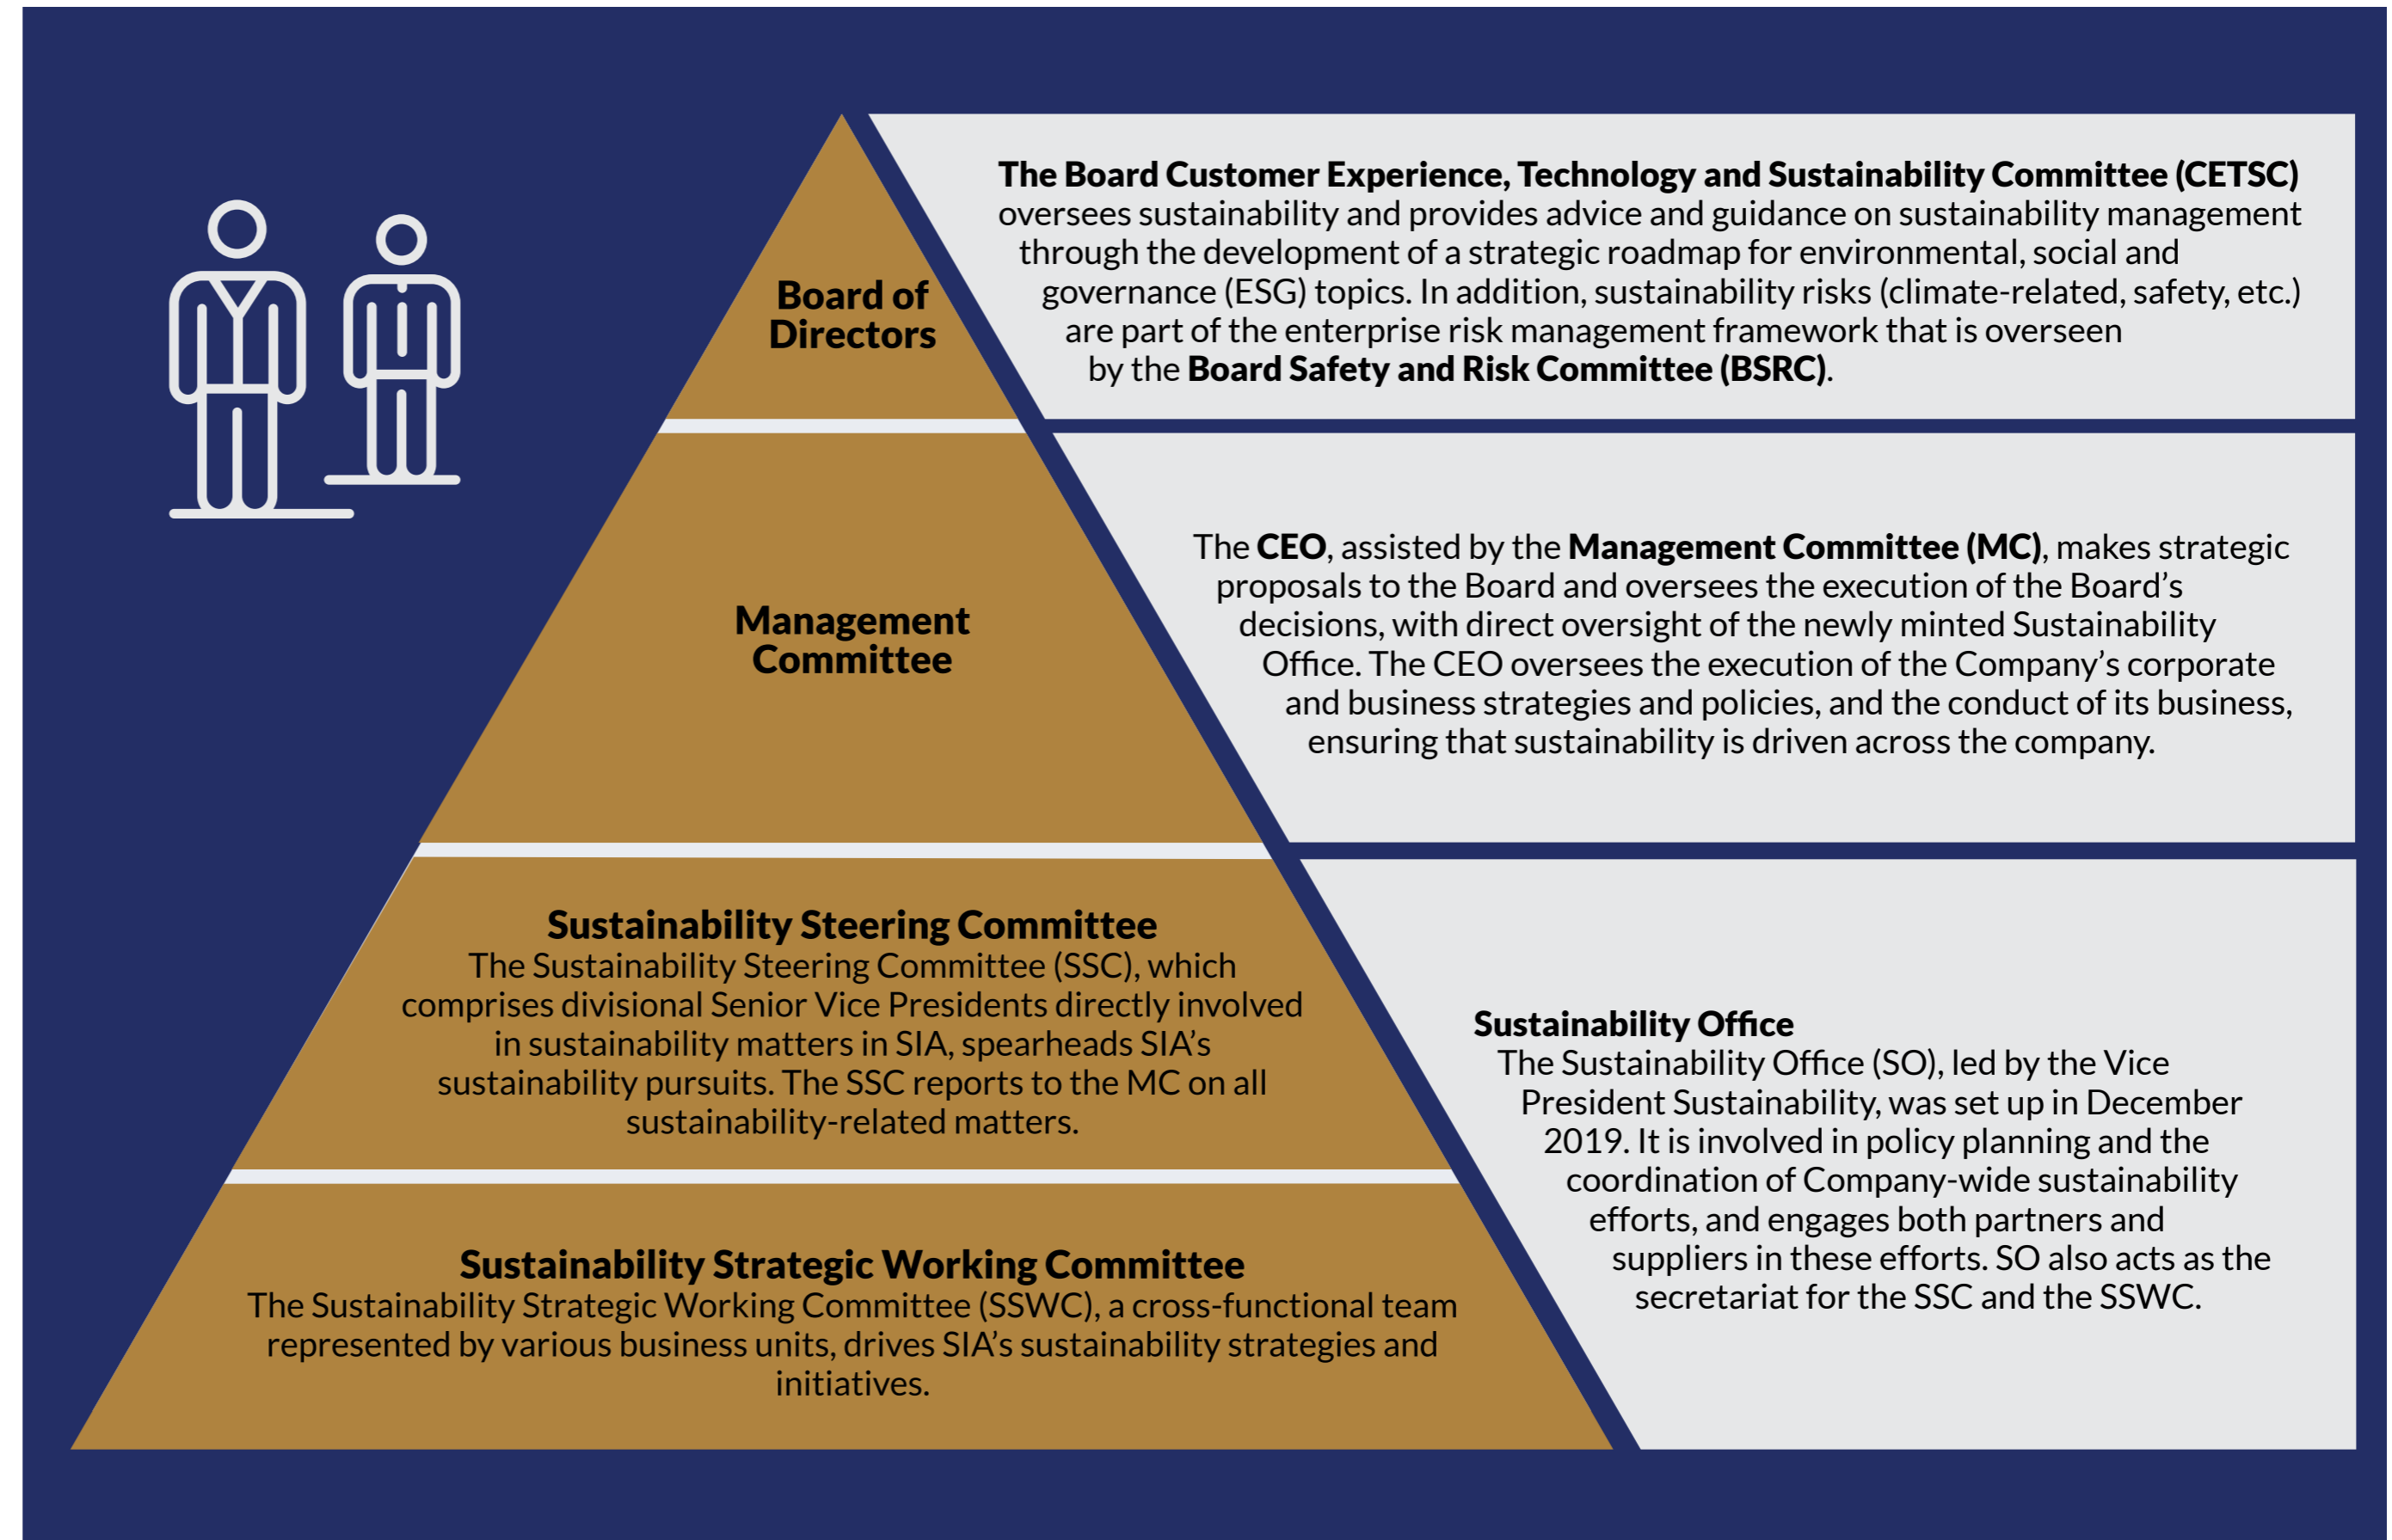 Board of
Directors
The Board Customer Experience, Technology and Sustainability Committee (CETSC)
oversees sustainability and provides advice and guidance on sustainability management
through the development of a strategic roadmap for environmental, social and
governance (ESG) topics. In addition, sustainability risks (climate-related, safety, etc.)
are part of the enterprise risk management framework that is overseen
by the Board Safety and Risk Committee (BSRC).
Management
Committee
The CEO, assisted by the Management Committee (MC), makes strategic
proposals to the Board and oversees the execution of the Board’s
decisions, with direct oversight of the newly minted Sustainability
Office. The CEO oversees the execution of the Company’s corporate
and business strategies and policies, and the conduct of its business,
ensuring that sustainability is driven across the company.
Sustainability Steering Committee
The Sustainability Steering Committee (SSC), which
comprises divisional Senior Vice Presidents directly involved
in sustainability matters in SIA, spearheads SIA’s
sustainability pursuits. The SSC reports to the MC on all
sustainability-related matters.
Sustainability Strategic Working Committee
The Sustainability Strategic Working Committee (SSWC), a cross-functional team
represented by various business units, drives SIA’s sustainability strategies and
initiatives.
Sustainability Office
The Sustainability Office (SO), led by the Vice
President Sustainability, was set up in December
2019. It is involved in policy planning and the
coordination of Company-wide sustainability
efforts, and engages both partners and
suppliers in these efforts. SO also acts as the
secretariat for the SSC and the SSWC.